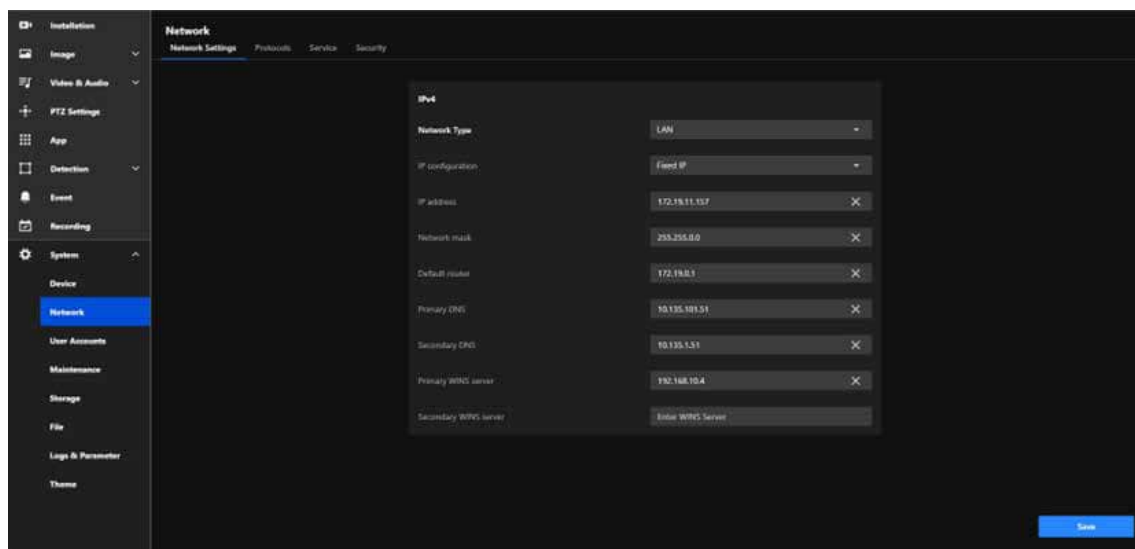 Installation
Image
Video & Audio
PTZ Settings
App
Detection
Event
Recording
System
Device
Network
User Accounts
Maintenance
Storage
File
Logs & Parameter
Theme
Network
Network Settings Protocols Service Security
IPv4
Network Type LAN
IP configuration Fixed IP
IP address 172.19.11.157
Network mask 255.255.0.0
Default router 172.19.0.1
Primary DNS 10.135.101.51
Secondary DNS 10.135.1.51
Primary WINS server 192.168.10.4
Secondary WINS server Enter WINS Server
Save